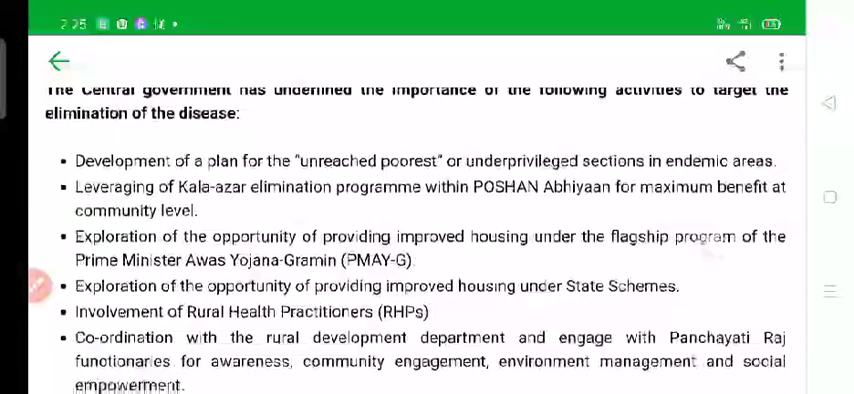 2:25
The Central government has underlined the importance of the following activities to target the
elimination of the disease:
• Development of a plan for the “unreached poorest” or underprivileged sections in endemic areas.
• Leveraging of Kala-azar elimination programme within POSHAN Abhiyaan for maximum benefit at
community level.
• Exploration of the opportunity of providing improved housing under the flagship program of the
Prime Minister Awas Yojana-Gramin (PMAY-G).
• Exploration of the opportunity of providing improved housing under State Schemes.
• Involvement of Rural Health Practitioners (RHPs)
• Co-ordination with the rural development department and engage with Panchayati Raj
functionaries for awareness, community engagement, environment management and social
empowerment.